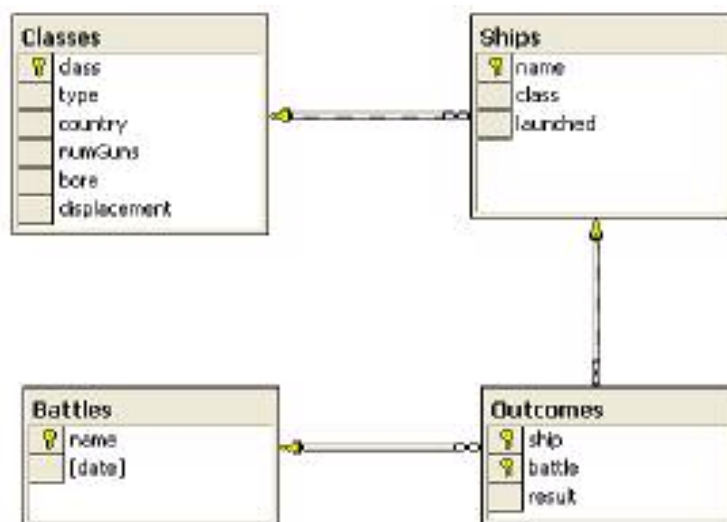 Classes
class
type
country
numGuns
bore
displacement
Ships
name
class
launched
Battles
name
[date]
Outcomes
ship
battle
result